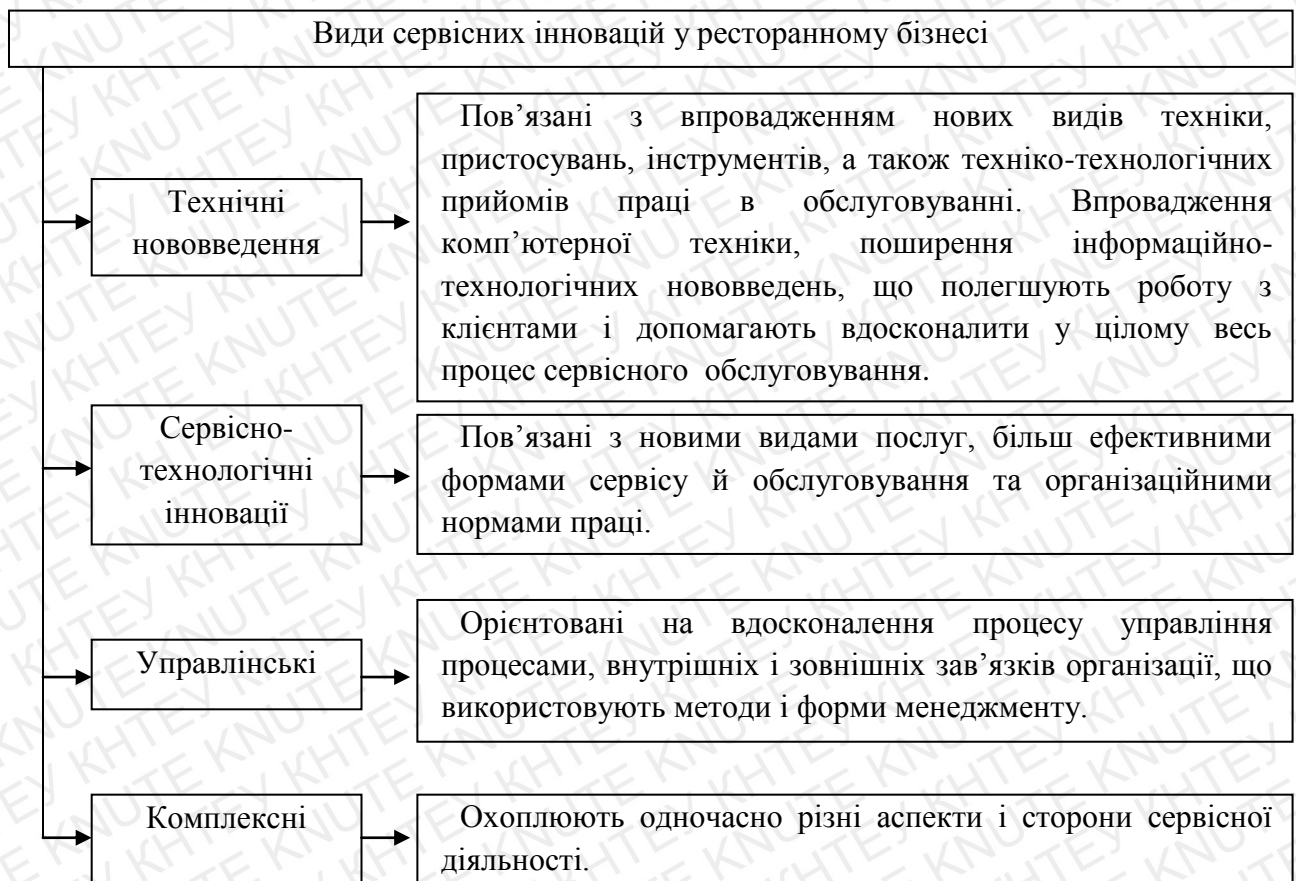 Види сервісних інновацій у ресторанному бізнесі
Технічні
нововведення
Пов’язані з впровадженням нових видів техніки,
пристосувань, інструментів, а також техніко-технологічних
прийомів праці в обслуговуванні. Впровадження
комп’ютерної техніки, поширення інформаційно-
технологічних нововведень, що полегшують роботу з
клієнтами і допомагають вдосконалити у цілому весь
процес сервісного обслуговування.
Сервісно-
технологічні
інновації
Пов’язані з новими видами послуг, більш ефективними
формами сервісу й обслуговування та організаційними
нормами праці.
Управлінські
Орієнтовані на вдосконалення процесу управління
процесами, внутрішніх і зовнішніх зав’язків організації, що
використовують методи і форми менеджменту.
Комплексні
Охоплюють одночасно різні аспекти і сторони сервісної
діяльності.